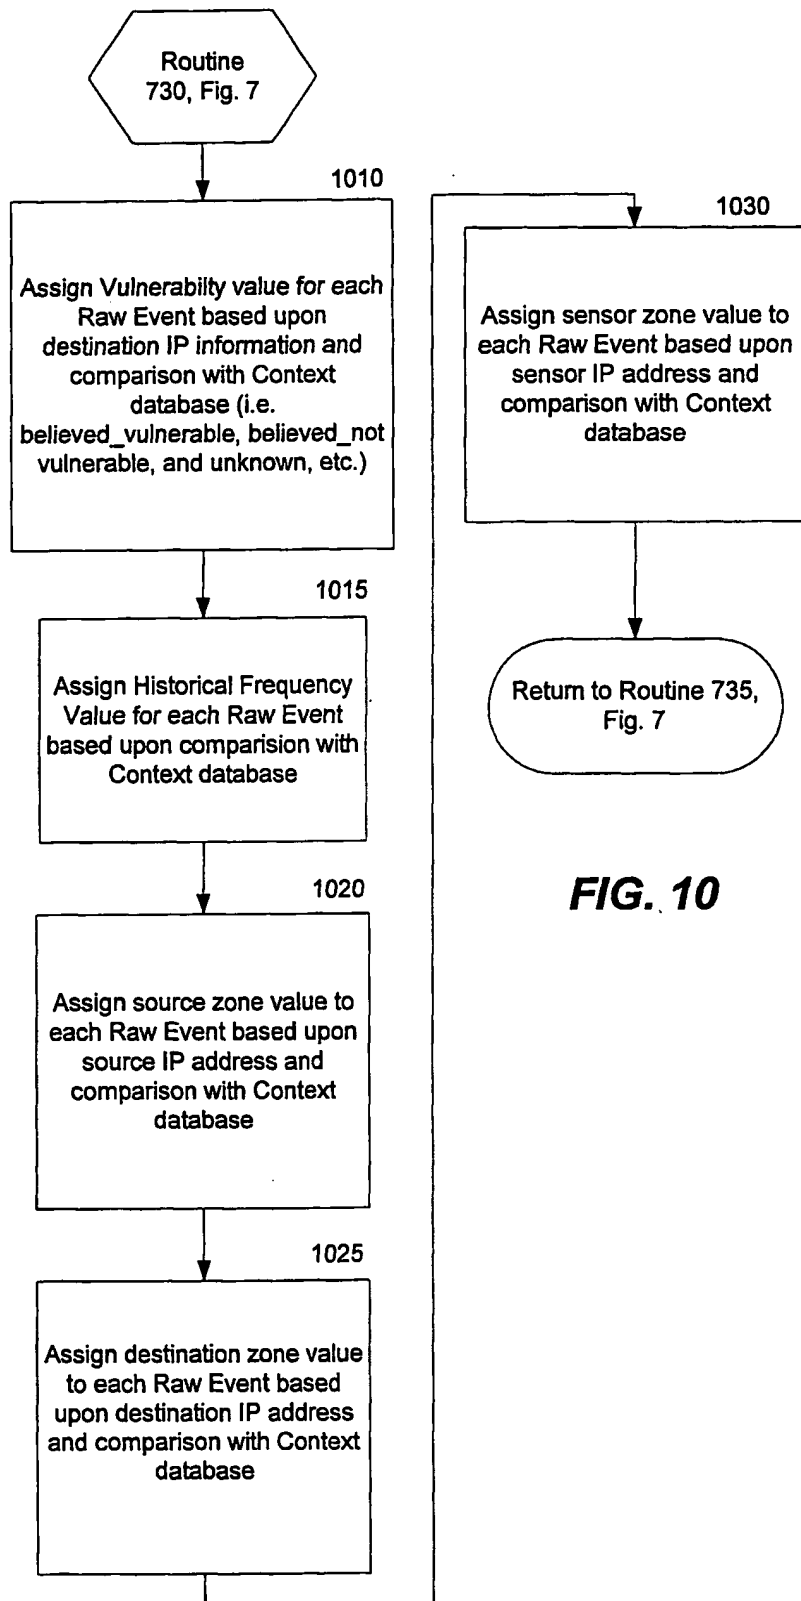 Routine
730, Fig. 7
1010
Assign Vulnerabilty value for each
Raw Event based upon
destination IP information and
comparison with Context
database (i.e.
believed_vulnerable, believed_not
vulnerable, and unknown, etc.)
1015
Assign Historical Frequency
Value for each Raw Event
based upon comparision with
Context database
1020
Assign source zone value to
each Raw Event based upon
source IP address and
comparison with Context
database
1025
Assign destination zone value
to each Raw Event based
upon destination IP address
and comparison with Context
database
1030
Assign sensor zone value to
each Raw Event based upon
sensor IP address and
comparison with Context
database
Return to Routine 735,
Fig. 7
FIG. 10